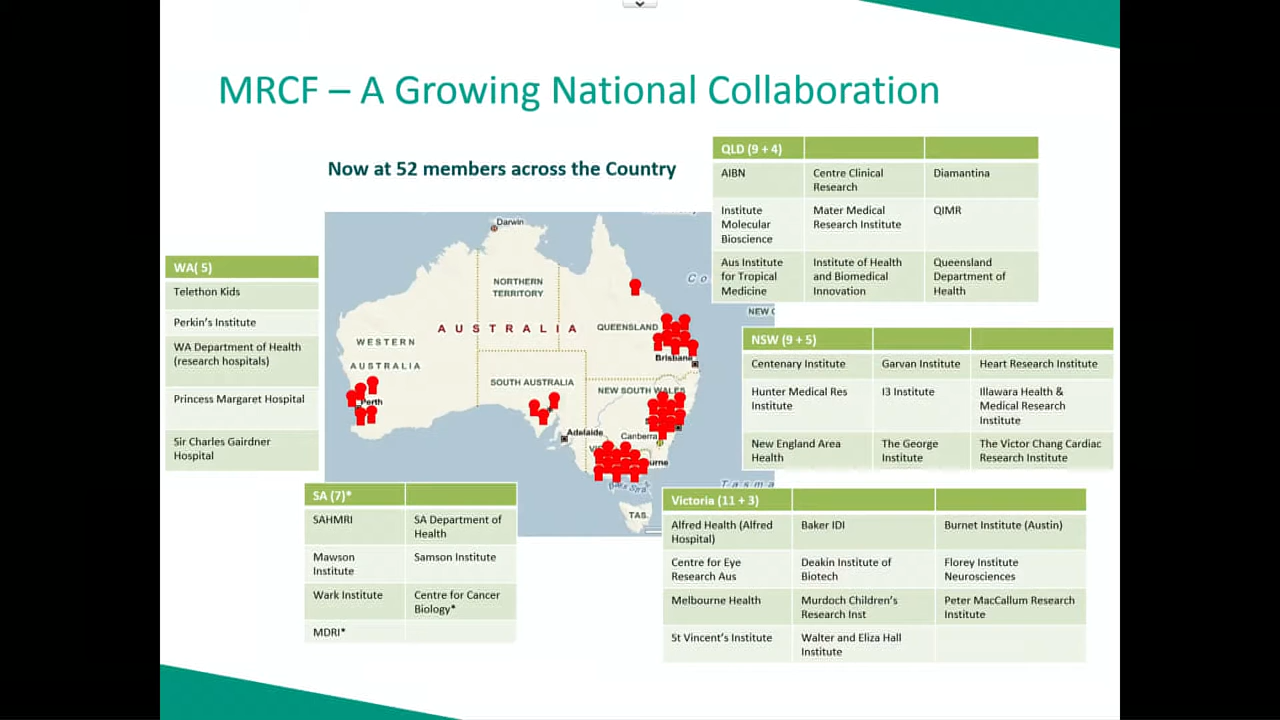 MRCF – A Growing National Collaboration
Now at 52 members across the Country
QLD (9 + 4)
AIBN
Centre Clinical
Research
Diamantina
Institute
Molecular
Bioscience
Mater Medical
Research Institute
QIMR
Aus Institute
for Tropical
Medicine
Institute of Health
and Biomedical
Innovation
Queensland
Department of
Health
WA( 5)
Telethon Kids
Perkin's Institute
WA Department of Health
(research hospitals)
Princess Margaret Hospital
Sir Charles Gairdner
Hospital
Darwin
NORTHERN
TERRITORY
AUSTRALIA
QUEENSLAND
WESTERN
AUSTRALIA
Brisbane
SOUTH AUSTRALIA
NEW SOUTH WALES
Perth
Adelaide
Canberra
TAS.
NSW (9 + 5)
Centenary Institute
Garvan Institute
Heart Research Institute
Hunter Medical Res
Institute
I3 Institute
Illawara Health &
Medical Research
Institute
New England Area
Health
The George
Institute
The Victor Chang Cardiac
Research Institute
SA (7)*
SAHMRI
SA Department of
Health
Mawson
Institute
Samson Institute
Wark Institute
Centre for Cancer
Biology*
MDRI*
Victoria (11 + 3)
Alfred Health (Alfred
Hospital)
Baker IDI
Burnet Institute (Austin)
Centre for Eye
Research Aus
Deakin Institute of
Biotech
Florey Institute
Neurosciences
Melbourne Health
Murdoch Children's
Research Inst
Peter MacCallum Research
Institute
St Vincent's Institute
Walter and Eliza Hall
Institute